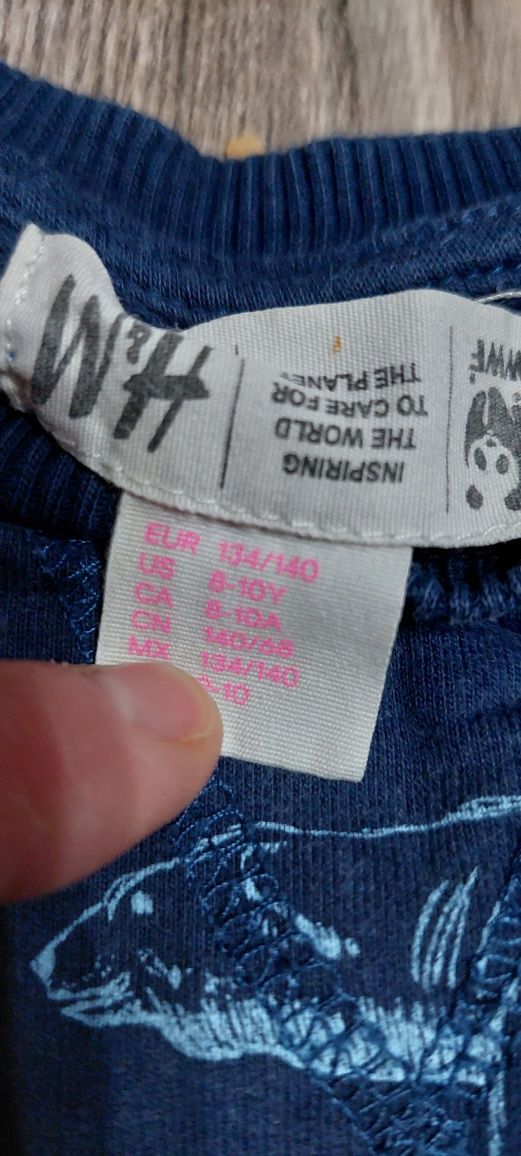 H&M
INSPIRING
THE WORLD
TO CARE FOR
THE PLANET
WWF
EUR 134/140
US 8-10Y
CA 8-10A
CN 140/68
MX 134/140